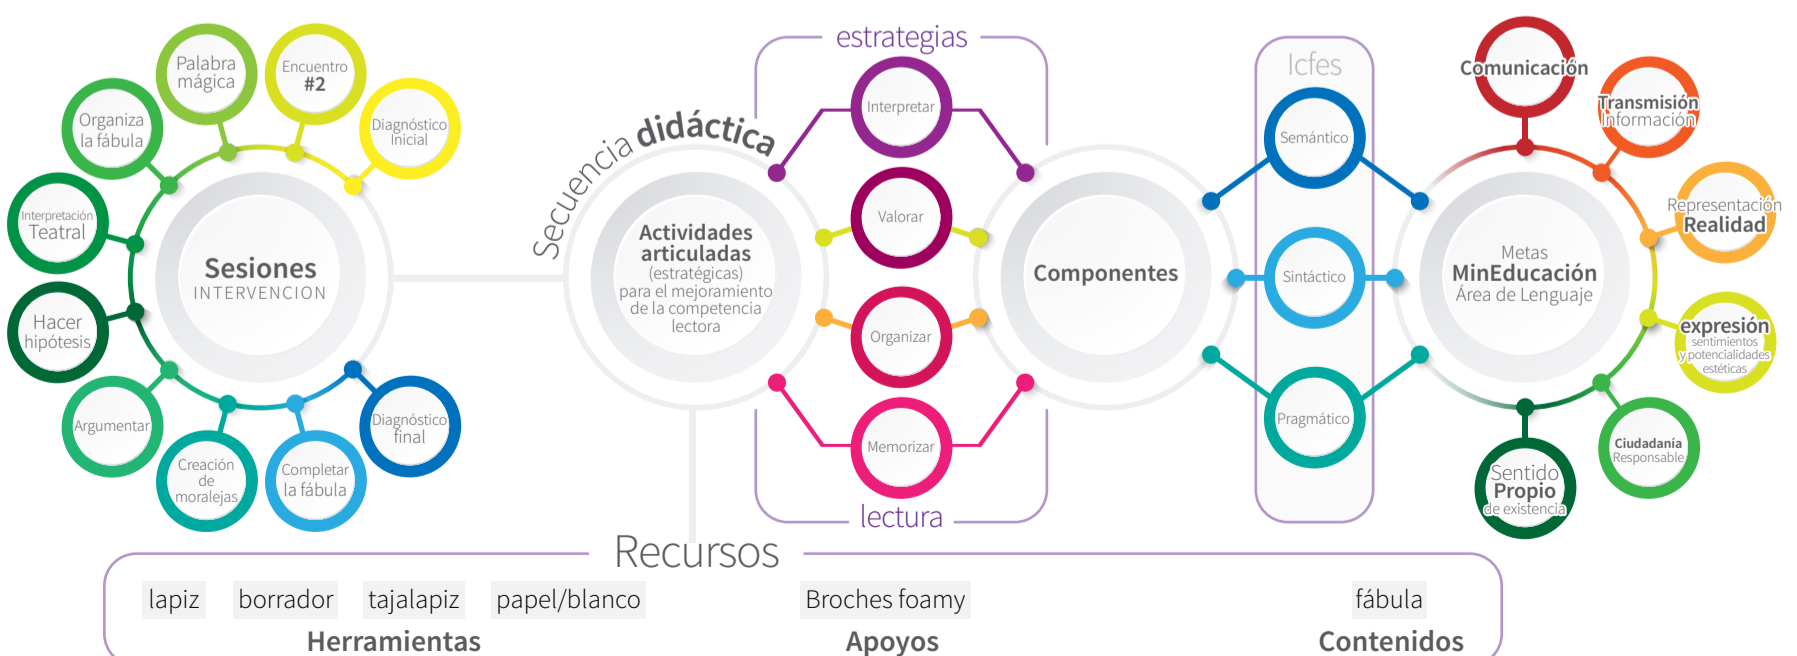 Palabra
mágica
Encuentro
#2
Diagnóstico
Inicial
Organiza
la fábula
Interpretación
Teatral
Hacer
hipótesis
Argumentar
Creación
de
moralejas
Completar
la fábula
Diagnóstico
final
Sesiones
INTERVENCION
Secuencia didáctica
Actividades
articuladas
(estratégicas)
para el mejoramiento
de la competencia
lectora
estrategias
Interpretar
Valorar
Organizar
Memorizar
lectura
Componentes
Icfes
Semántico
Sintáctico
Pragmático
Metas
MinEducación
Área de Lenguaje
Comunicación
Transmisión
Información
Representación
Realidad
expresión
sentimientos
y potencialidades
estéticas
Ciudadanía
Responsable
Sentido
Propio
de existencia
Recursos
lapiz borrador tajalapiz papel/blanco
Herramientas
Broches foamy
Apoyos
fábula
Contenidos